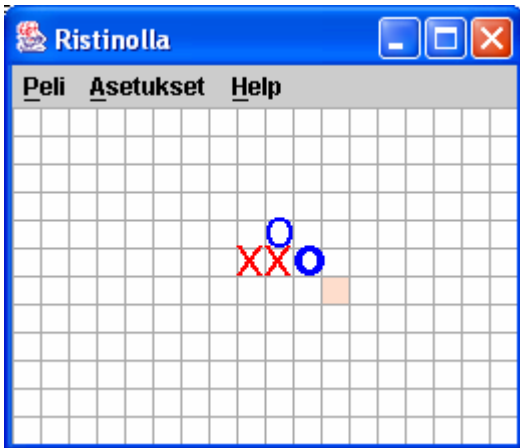 Ristinolla
Peli Asetukset Help
O
X X O